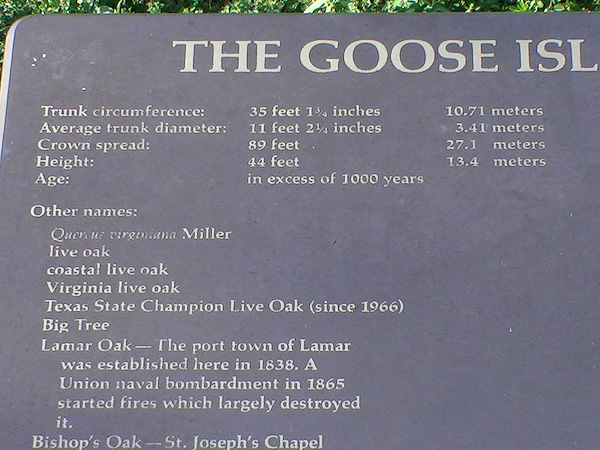 THE GOOSE ISL
Trunk circumference: 35 feet 1¾ inches 10.71 meters
Average trunk diameter: 11 feet 2¼ inches 3.41 meters
Crown spread: 89 feet 27.1 meters
Height: 44 feet 13.4 meters
Age: in excess of 1000 years
Other names:
Quercus virginiana Miller
live oak
coastal live oak
Virginia live oak
Texas State Champion Live Oak (since 1966)
Big Tree
Lamar Oak — The port town of Lamar
was established here in 1838. A
Union naval bombardment in 1865
started fires which largely destroyed
it.
Bishop's Oak — St. Joseph's Chapel